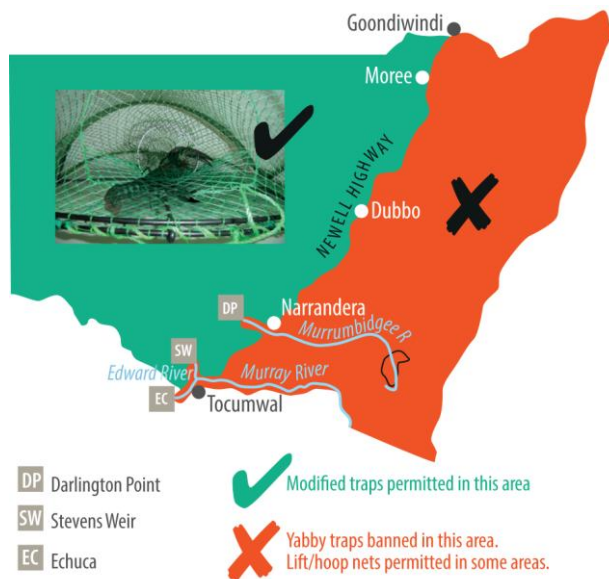 Goondiwindi
Moree
NEWELL HIGHWAY
Dubbo
Narrandera
DP
Murrumbidgee R
SW
Edward River
Murray River
EC
Tocumwal
DP Darlington Point
SW Stevens Weir
EC Echuca
Modified traps permitted in this area
Yabby traps banned in this area.
Lift/hoop nets permitted in some areas.